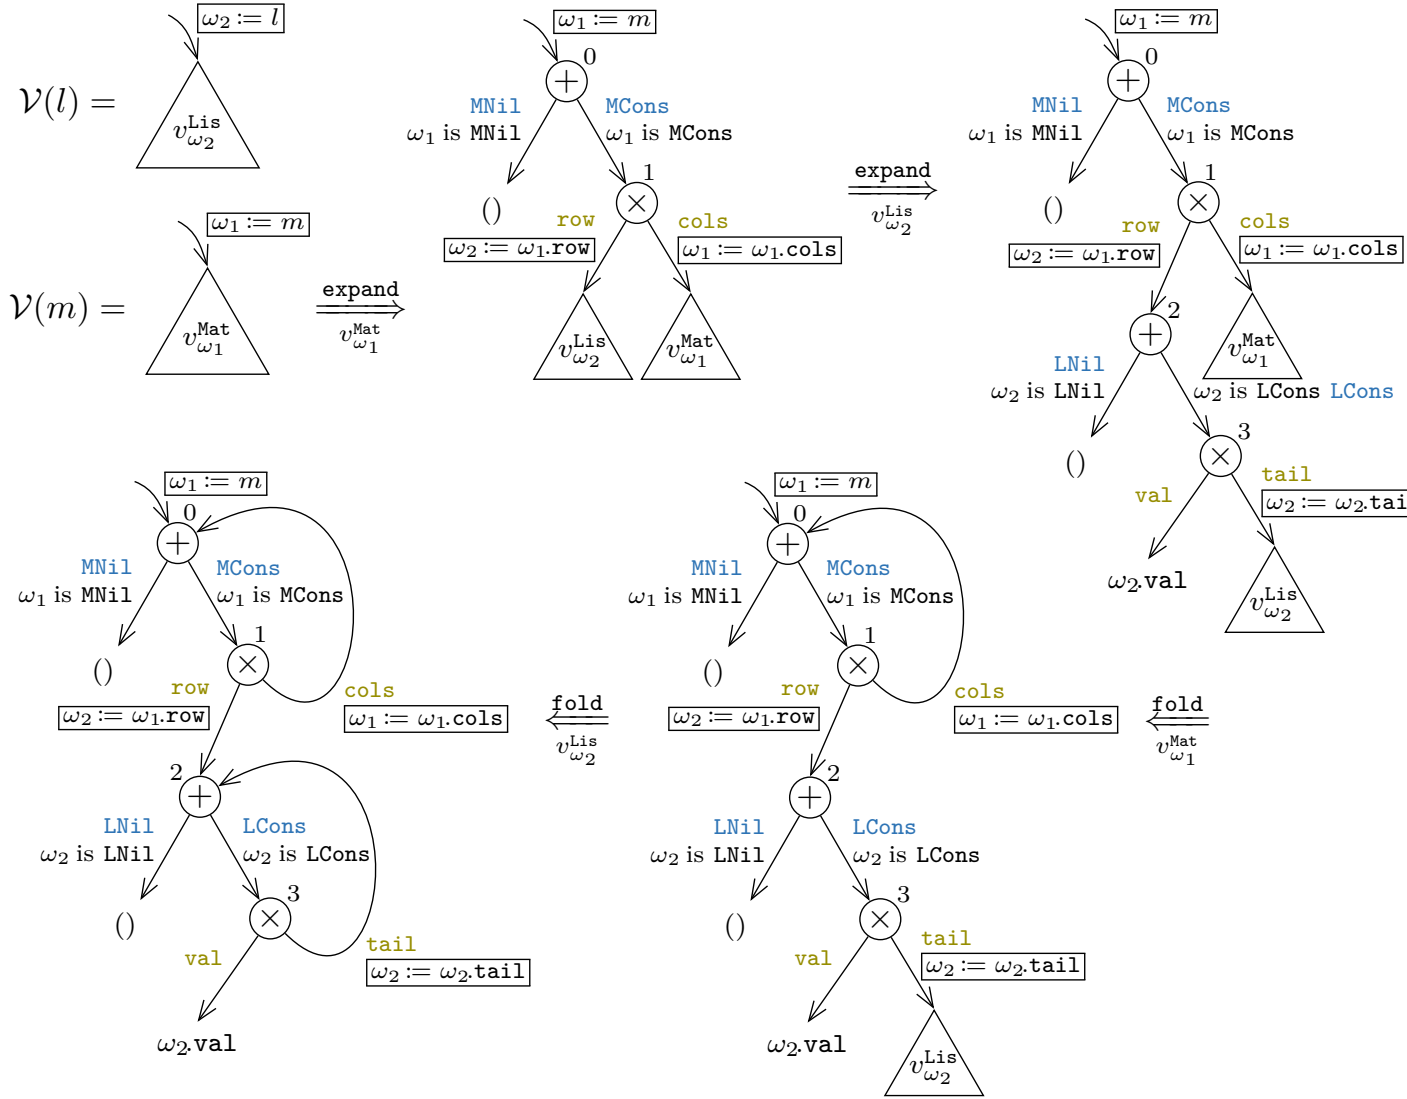 ω₂ := l
𝒱(l) =
v^Lis_ω₂
ω₁ := m
𝒱(m) =
v^Mat_ω₁
expand
v^Mat_ω₁
ω₁ := m
0
+
MNil
ω₁ is MNil
MCons
ω₁ is MCons
()
1
×
row
ω₂ := ω₁.row
cols
ω₁ := ω₁.cols
v^Lis_ω₂
v^Mat_ω₁
expand
v^Lis_ω₂
ω₁ := m
0
+
MNil
ω₁ is MNil
MCons
ω₁ is MCons
()
1
×
row
ω₂ := ω₁.row
cols
ω₁ := ω₁.cols
2
+
v^Mat_ω₁
LNil
ω₂ is LNil
ω₂ is LCons LCons
()
3
×
val
tail
ω₂ := ω₂.tai
ω₂.val
v^Lis_ω₂
fold
v^Mat_ω₁
ω₁ := m
0
+
MNil
ω₁ is MNil
MCons
ω₁ is MCons
()
1
×
row
ω₂ := ω₁.row
cols
ω₁ := ω₁.cols
2
+
LNil
ω₂ is LNil
LCons
ω₂ is LCons
()
3
×
val
tail
ω₂ := ω₂.tail
ω₂.val
v^Lis_ω₂
fold
v^Lis_ω₂
ω₁ := m
0
+
MNil
ω₁ is MNil
MCons
ω₁ is MCons
()
1
×
row
ω₂ := ω₁.row
cols
ω₁ := ω₁.cols
2
+
LNil
ω₂ is LNil
LCons
ω₂ is LCons
()
3
×
val
tail
ω₂ := ω₂.tail
ω₂.val